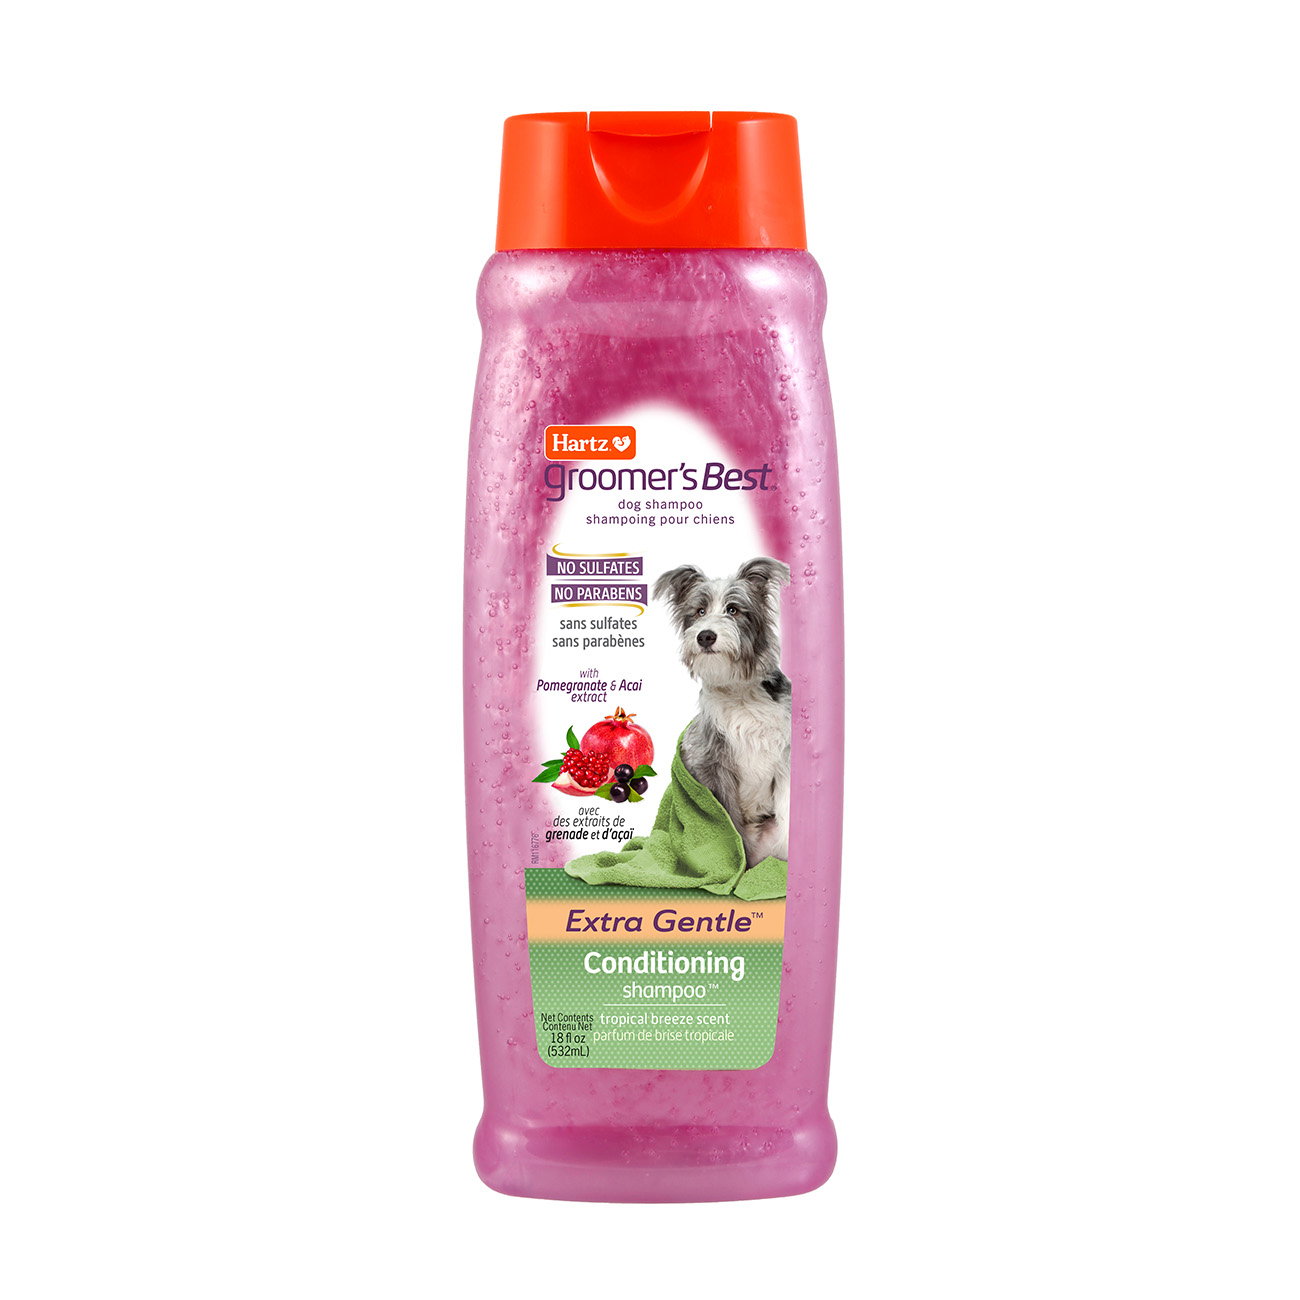 Hartz
groomer's Best.
dog shampoo
shampoing pour chiens
NO SULFATES
NO PARABENS
sans sulfates
sans parabènes
with
Pomegranate & Acai
extract
avec
des extraits de
grenade et d'açaï
RM116776
Extra Gentle™
Conditioning
shampoo™
tropical breeze scent
parfum de brise tropicale
Net Contents
Contenu Net
18 fl oz
(532mL)